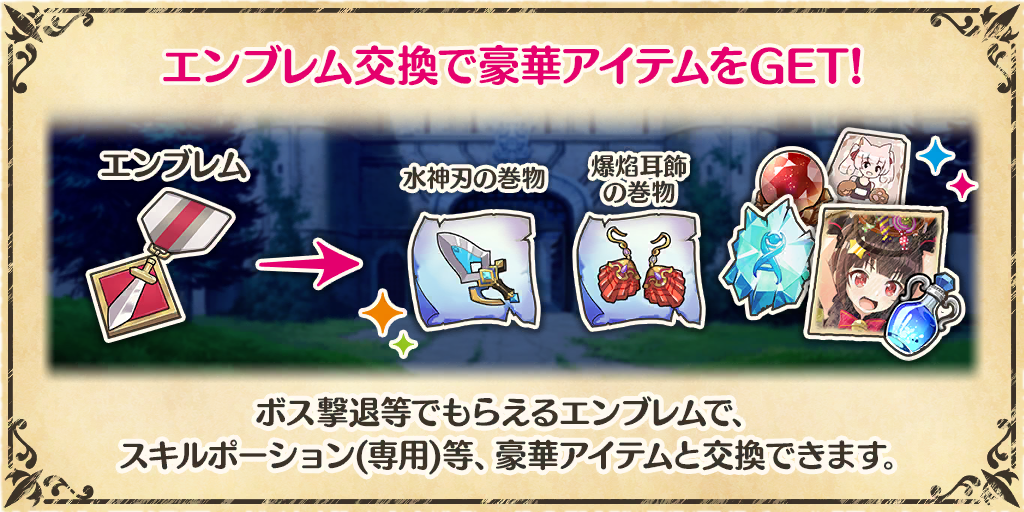 エンブレム交換で豪華アイテムをGET!
エンブレム
水神刃の巻物
爆焔耳飾
の巻物
ボス撃退等でもらえるエンブレムで、
スキルポーション(専用)等、豪華アイテムと交換できます。